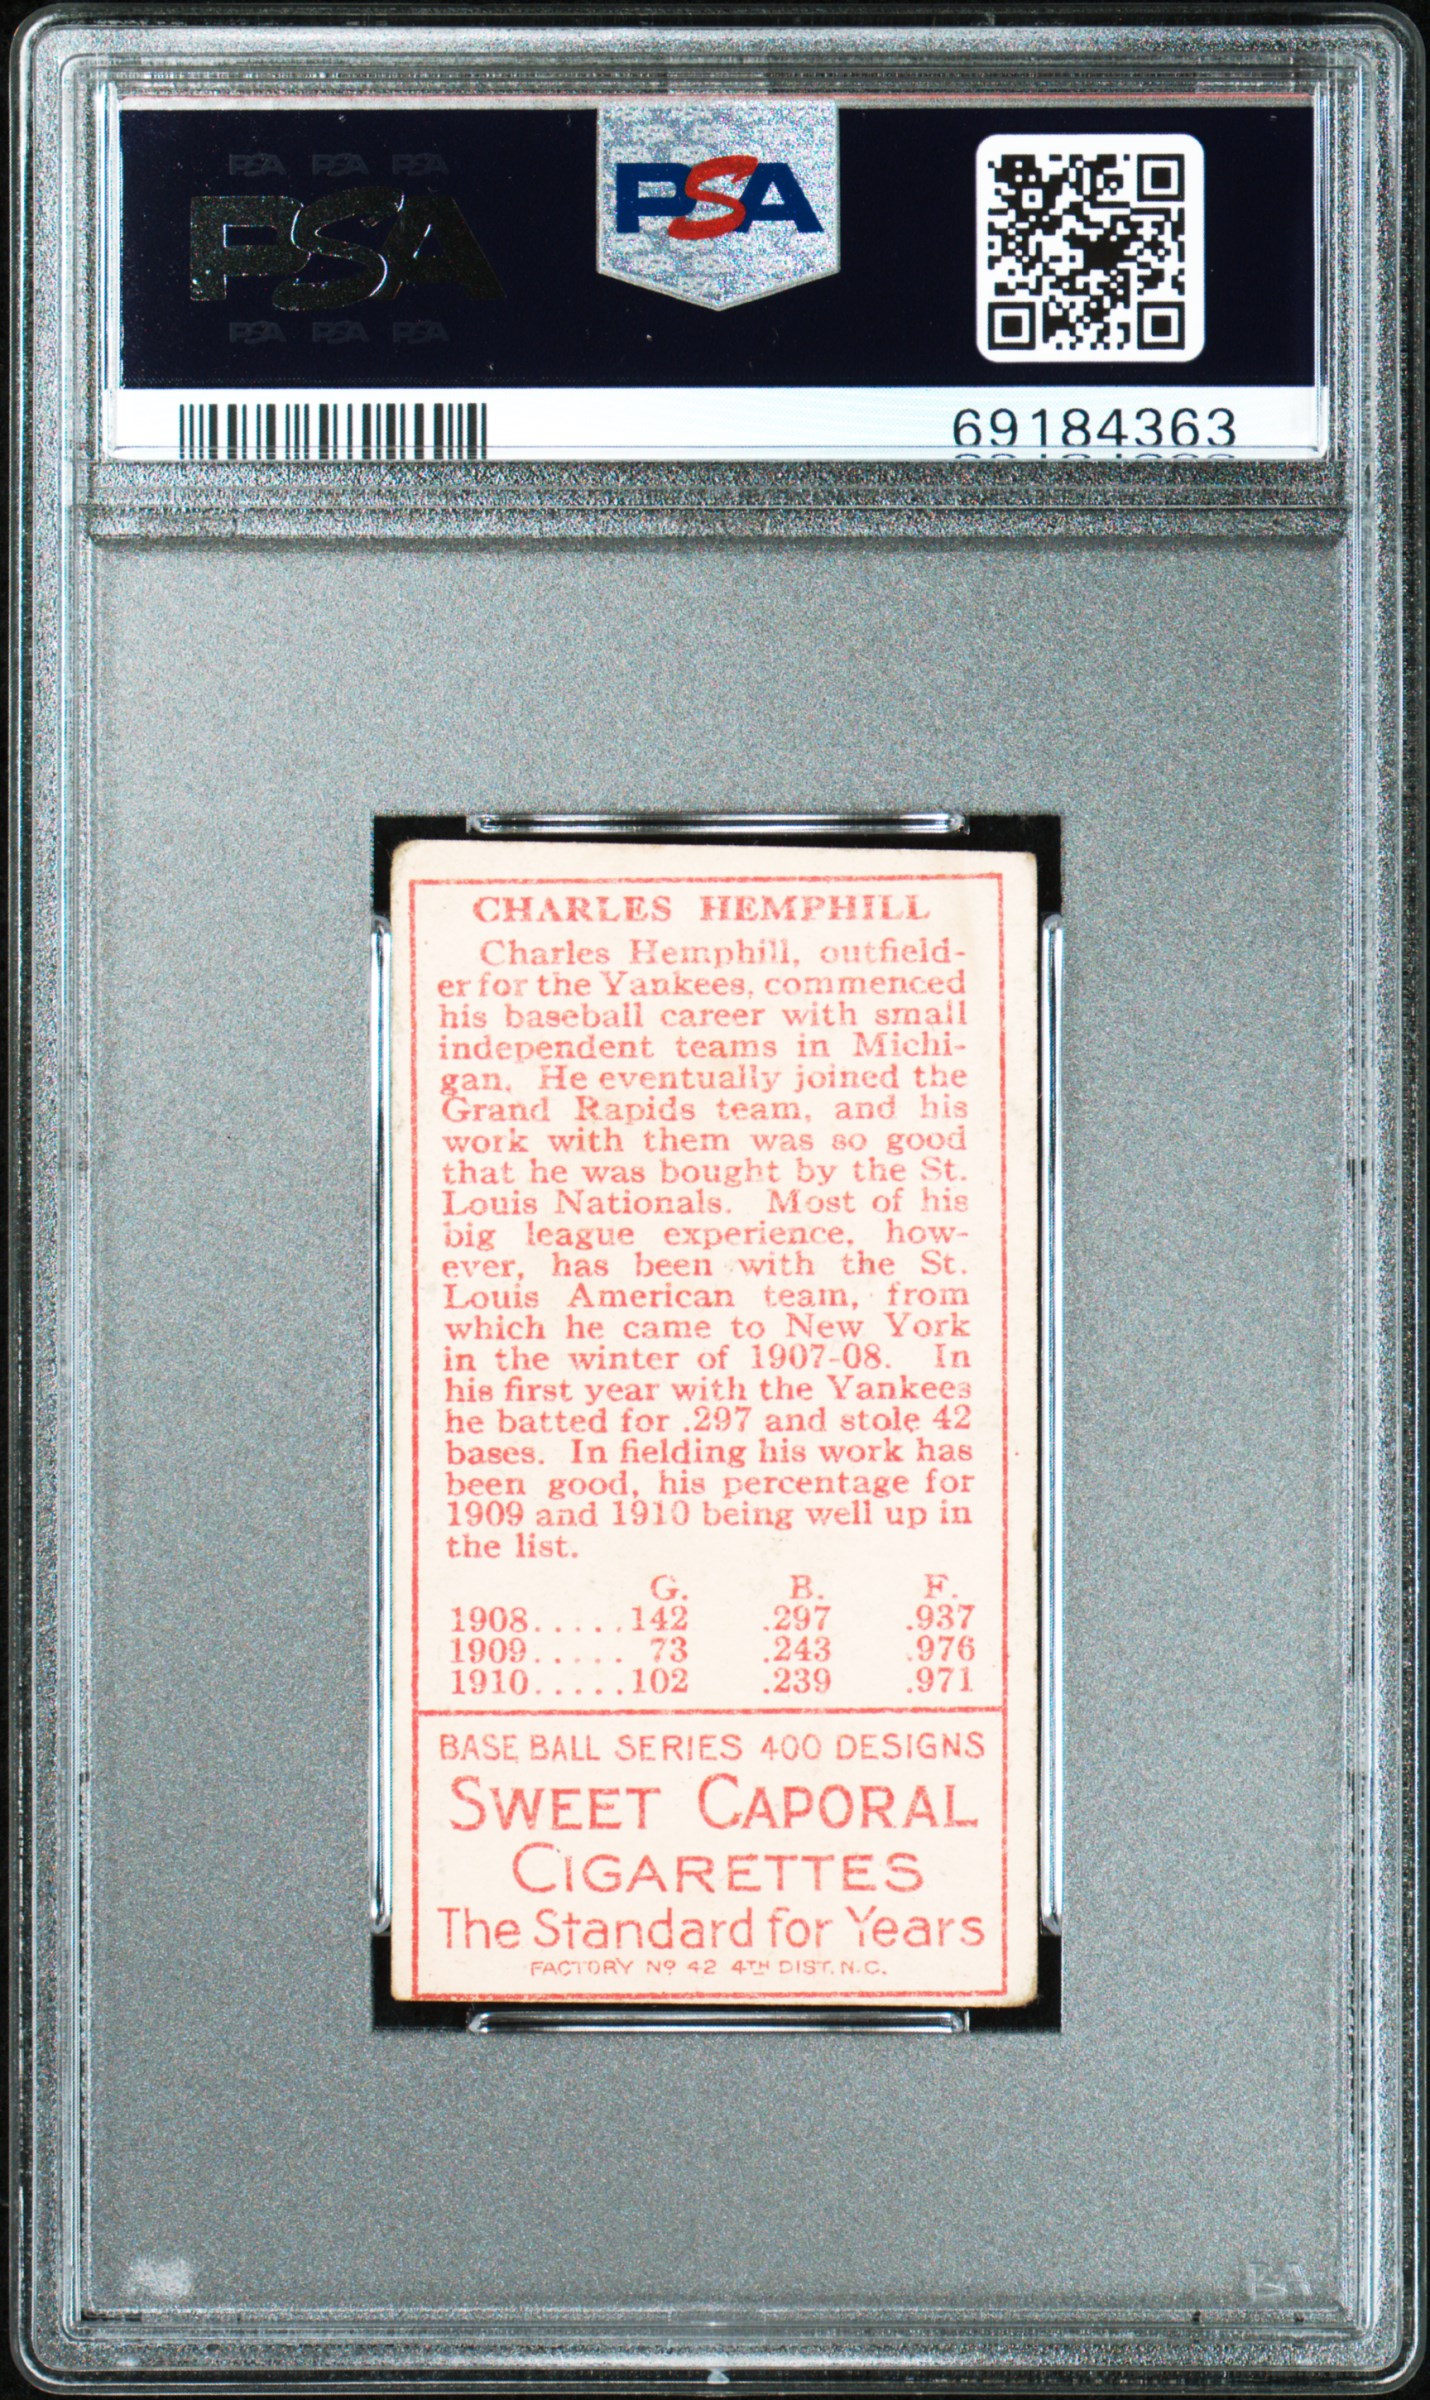 PSA PSA PSA
PSA
PSA PSA PSA
PSA
69184363
CHARLES HEMPHILL
Charles Hemphill, outfield-
er for the Yankees, commenced
his baseball career with small
independent teams in Michi-
gan. He eventually joined the
Grand Rapids team, and his
work with them was so good
that he was bought by the St.
Louis Nationals. Most of his
big league experience, how-
ever, has been with the St.
Louis American team, from
which he came to New York
in the winter of 1907-08. In
his first year with the Yankees
he batted for .297 and stole 42
bases. In fielding his work has
been good, his percentage for
1909 and 1910 being well up in
the list.
G. B. F.
1908.....142 .297 .937
1909..... 73 .243 .976
1910.....102 .239 .971
BASE BALL SERIES 400 DESIGNS
SWEET CAPORAL
CIGARETTES
The Standard for Years
FACTORY Nº 42 4TH DIST. N.C.
PSA